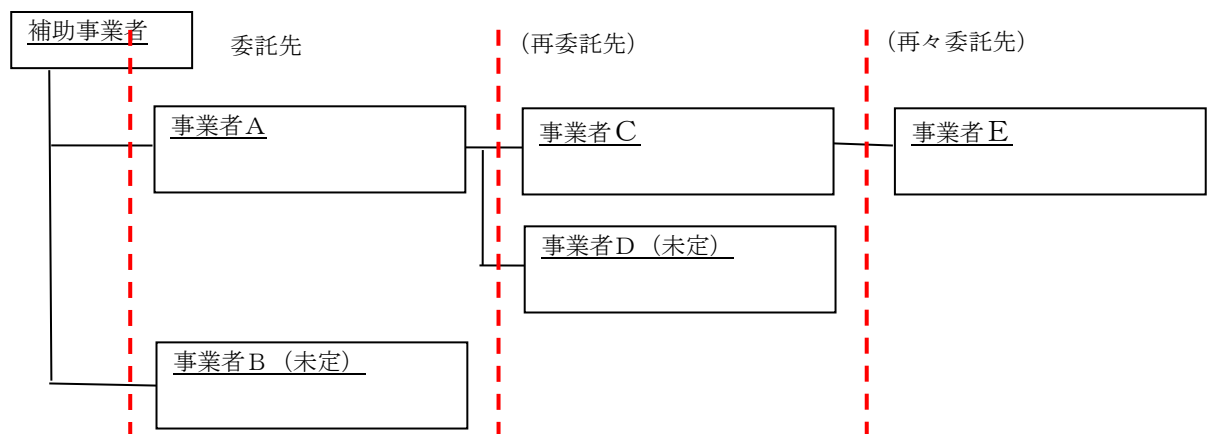 補助事業者
委託先
(再委託先)
(再々委託先)
事業者A
事業者C
事業者E
事業者D（未定）
事業者B（未定）